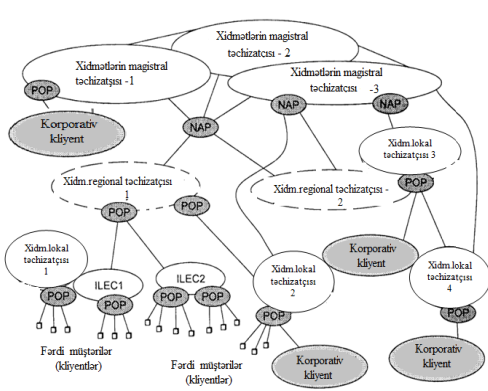 Xidmətlərin magistral
təchizatçısı - 2
Xidmətlərin magistral
təchizatşısı -1
Xidmətlərin magistral
təchizatçısı -3
POP
NAP
NAP
NAP
Korporativ
kliyent
Xidm.lokal
təchizatçısı 3
Xidm.regional təchizatçısı
1
Xidm.regional təchizatçısı -
2
POP
POP
POP
Xidm.lokal
təchizatçısı
1
ILEC1
ILEC2
Xidm.lokal
təchizatçısı
2
Korporativ
kliyent
Xidm.lokal
təchizatçısı
4
POP
POP
POP
POP
POP
POP
Fərdi müştərilər
(kliyentlər)
Fərdi müştərilər
(kliyentlər)
Korporativ
kliyent
Korporativ
kliyent